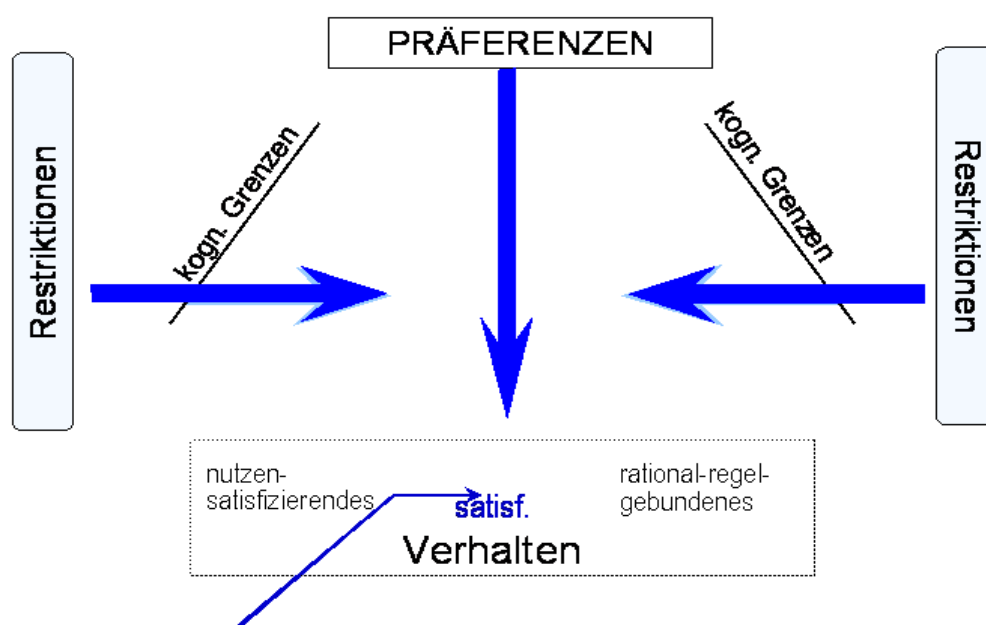 PRÄFERENZEN
Restriktionen
kogn. Grenzen
kogn. Grenzen
Restriktionen
nutzen-
satisfizierendes
satisf.
rational-regel-
gebundenes
Verhalten